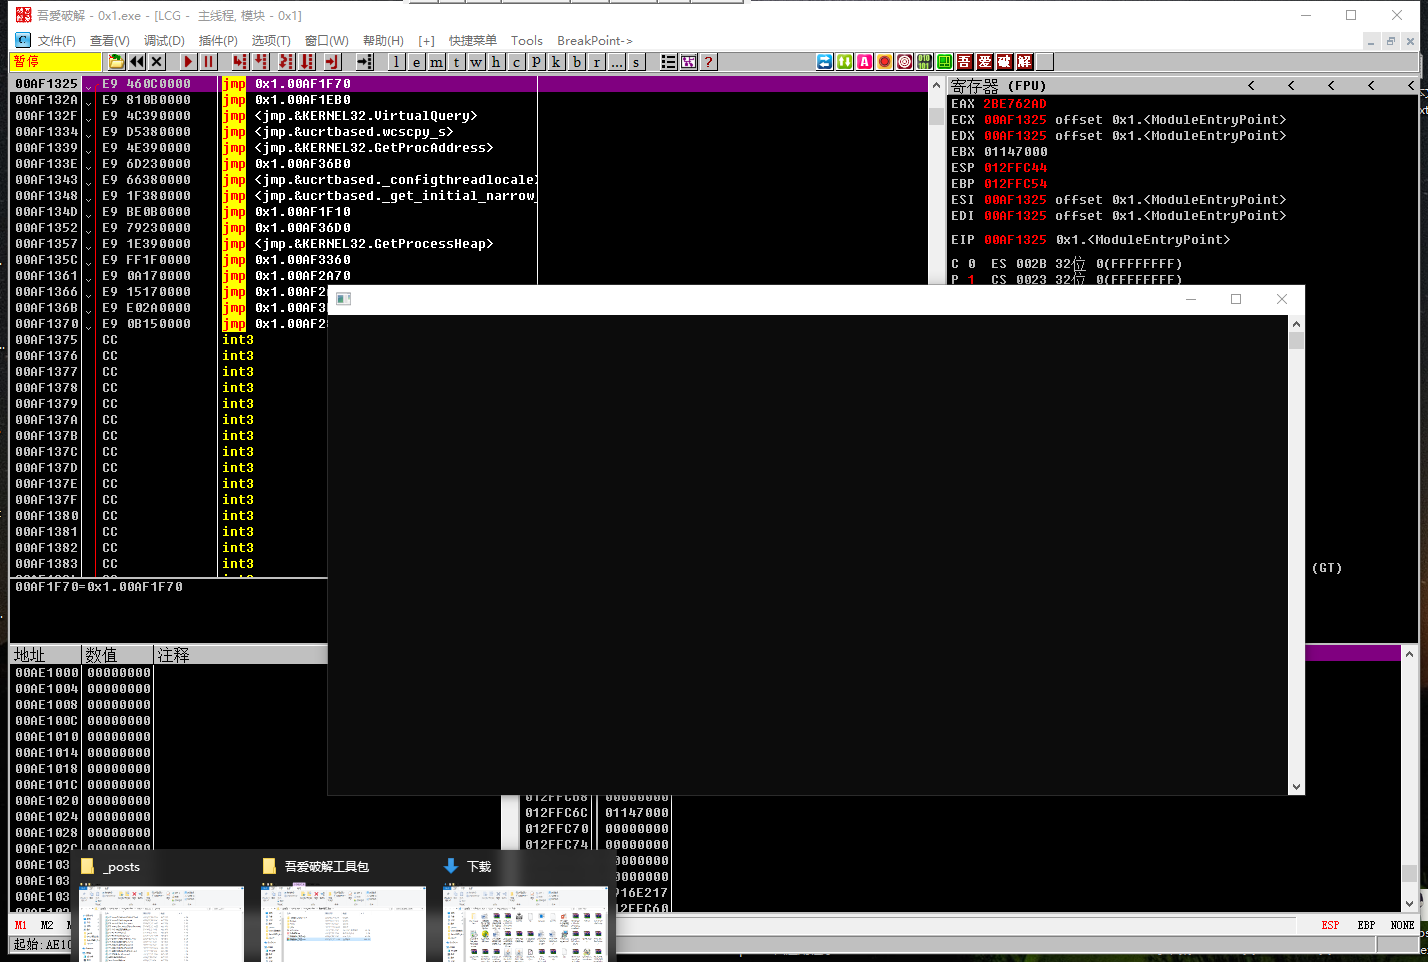 吾爱破解 - 0x1.exe - [LCG - 主线程, 模块 - 0x1]
文件(F) 查看(V) 调试(D) 插件(P) 选项(T) 窗口(W) 帮助(H) [+] 快捷菜单 Tools BreakPoint->
暂停 l e m t w h c P k b r ... s ? A 吾 爱 破 解
00AF1325 E9 460C0000 jmp 0x1.00AF1F70
00AF132A E9 810B0000 jmp 0x1.00AF1EB0
00AF132F E9 4C390000 jmp <jmp.&KERNEL32.VirtualQuery>
00AF1334 E9 D5380000 jmp <jmp.&ucrtbased.wcscpy_s>
00AF1339 E9 4E390000 jmp <jmp.&KERNEL32.GetProcAddress>
00AF133E E9 6D230000 jmp 0x1.00AF36B0
00AF1343 E9 66380000 jmp <jmp.&ucrtbased._configthreadlocale>
00AF1348 E9 1F380000 jmp <jmp.&ucrtbased._get_initial_narrow_
00AF134D E9 BE0B0000 jmp 0x1.00AF1F10
00AF1352 E9 79230000 jmp 0x1.00AF36D0
00AF1357 E9 1E390000 jmp <jmp.&KERNEL32.GetProcessHeap>
00AF135C E9 FF1F0000 jmp 0x1.00AF3360
00AF1361 E9 0A170000 jmp 0x1.00AF2A70
00AF1366 E9 15170000 jmp 0x1.00AF2
00AF136B E9 E02A0000 jmp 0x1.00AF3
00AF1370 E9 0B150000 jmp 0x1.00AF2
00AF1375 CC int3
00AF1376 CC int3
00AF1377 CC int3
00AF1378 CC int3
00AF1379 CC int3
00AF137A CC int3
00AF137B CC int3
00AF137C CC int3
00AF137D CC int3
00AF137E CC int3
00AF137F CC int3
00AF1380 CC int3
00AF1381 CC int3
00AF1382 CC int3
00AF1383 CC int3
00AF1F70=0x1.00AF1F70
寄存器 (FPU) < < < < <
EAX 2BE762AD
ECX 00AF1325 offset 0x1.<ModuleEntryPoint>
EDX 00AF1325 offset 0x1.<ModuleEntryPoint>
EBX 01147000
ESP 012FFC44
EBP 012FFC54
ESI 00AF1325 offset 0x1.<ModuleEntryPoint>
EDI 00AF1325 offset 0x1.<ModuleEntryPoint>
EIP 00AF1325 0x1.<ModuleEntryPoint>
C 0 ES 002B 32位 0(FFFFFFFF)
P 1 CS 0023 32位 0(FFFFFFFF)
(GT)
地址 数值 注释
00AE1000 00000000
00AE1004 00000000
00AE1008 00000000
00AE100C 00000000
00AE1010 00000000
00AE1014 00000000
00AE1018 00000000
00AE101C 00000000
00AE1020 00000000
00AE1024 00000000
00AE1028 00000000
012FFC68 00000000
012FFC6C 01147000
012FFC70 00000000
012FFC74 00000000
0000000
0000000
916E217
2FFC60
_posts 吾爱破解工具包 下载
M1 M2 ESP EBP NONE
起始:AE10